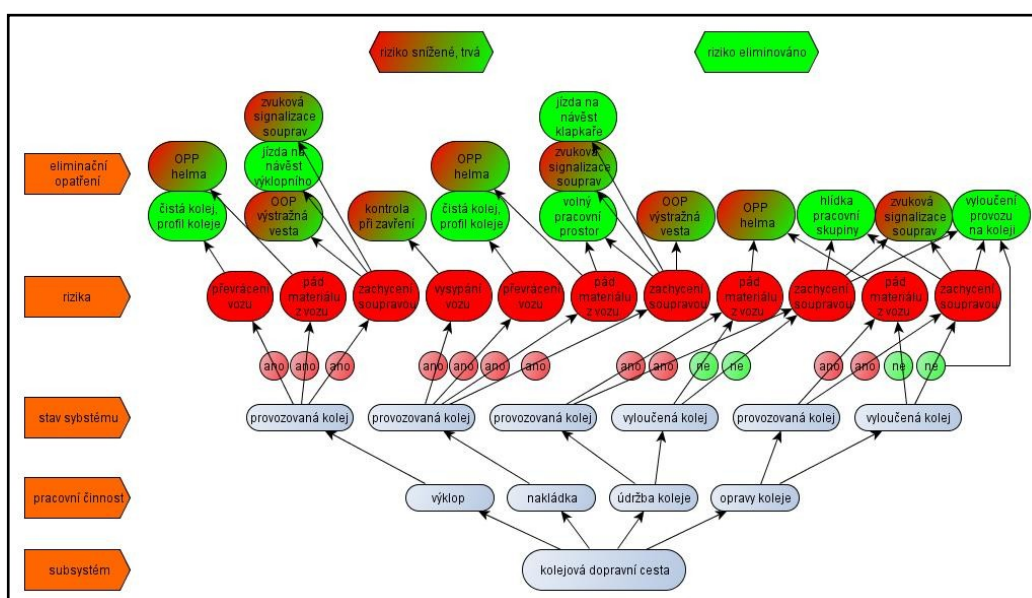 riziko snížené, trvá
riziko eliminováno
eliminační
opatření
OPP
helma
čistá kolej,
profil koleje
zvuková
signalizace
souprav
jízda na
návěst
výklopního
OOP
výstražná
vesta
kontrola
při zavření
OPP
helma
čistá kolej,
profil koleje
jízda na
návěst
klapkaře
zvuková
signalizace
souprav
volný
pracovní
prostor
OOP
výstražná
vesta
OPP
helma
hlídka
pracovní
skupiny
zvuková
signalizace
souprav
vyloučení
provozu
na koleji
rizika
převrácení
vozu
pád
materiálu
z vozu
zachycení
soupravou
vysypání
vozu
převrácení
vozu
pád
materiálu
z vozu
zachycení
soupravou
pád
materiálu
z vozu
zachycení
soupravou
pád
materiálu
z vozu
zachycení
soupravou
ano
ano
ano
ano
ano
ano
ano
ano
ano
ne
ne
ano
ano
ne
ne
stav sybstému
provozovaná kolej
provozovaná kolej
provozovaná kolej
vyloučená kolej
provozovaná kolej
vyloučená kolej
pracovní činnost
výklop
nakládka
údržba koleje
opravy koleje
subsystém
kolejová dopravní cesta